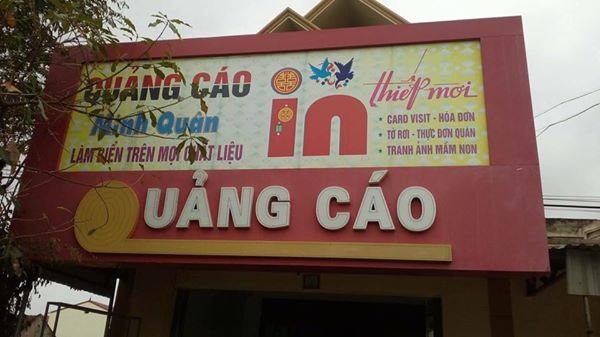 QUẢNG CÁO
Minh Quân
LÀM BIỂN TRÊN MỌI CHẤT LIỆU
in
thiếp mời
• CARD VISIT - HÓA ĐƠN
• TỜ RƠI - THỰC ĐƠN QUÁN
• TRANH ẢNH MẦM NON
QUẢNG CÁO